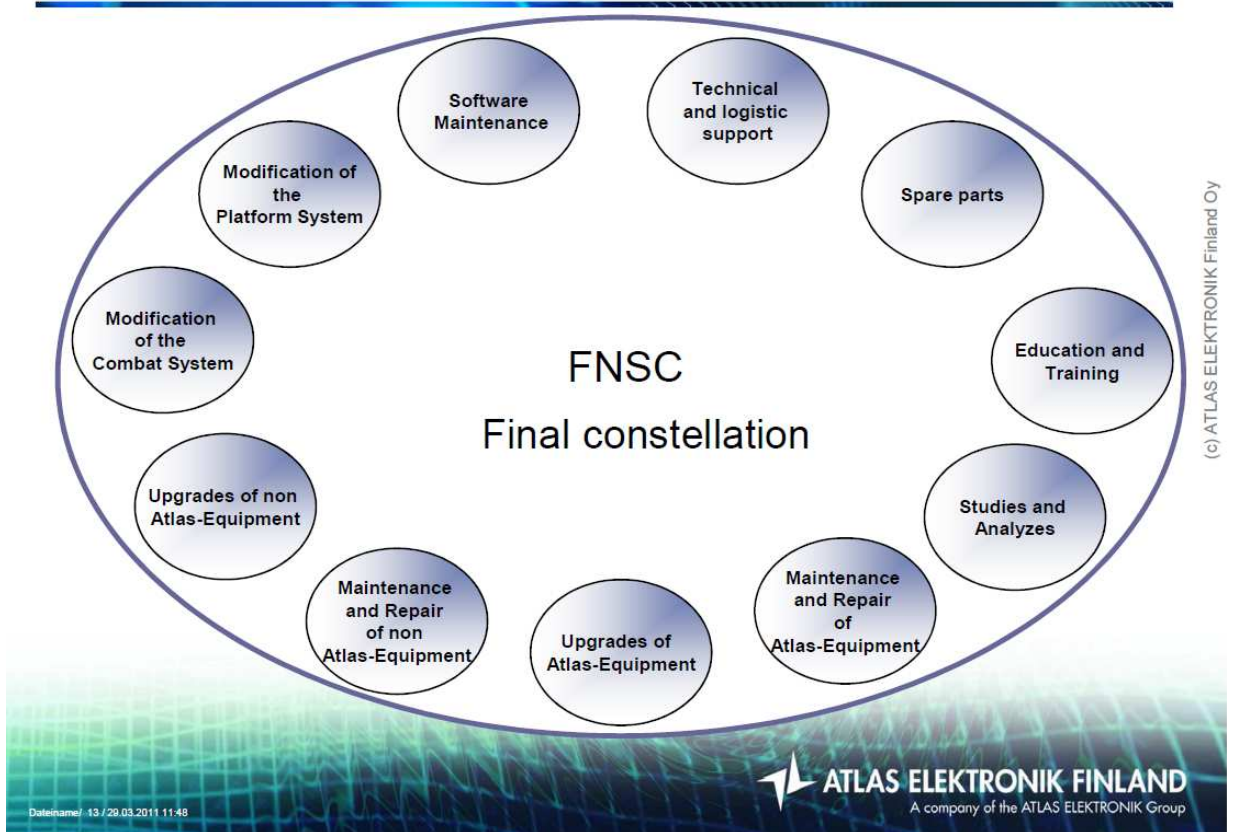 Software
Maintenance
Technical
and logistic
support
Modification of
the
Platform System
Spare parts
Modification
of the
Combat System
FNSC
Final constellation
Education and
Training
Upgrades of non
Atlas-Equipment
Studies and
Analyzes
Maintenance
and Repair
of non
Atlas-Equipment
Upgrades of
Atlas-Equipment
Maintenance
and Repair
of
Atlas-Equipment
(c) ATLAS ELEKTRONIK Finland Oy
ATLAS ELEKTRONIK FINLAND
A company of the ATLAS ELEKTRONIK Group
Dateiname/ 13 / 29.03.2011 11:48